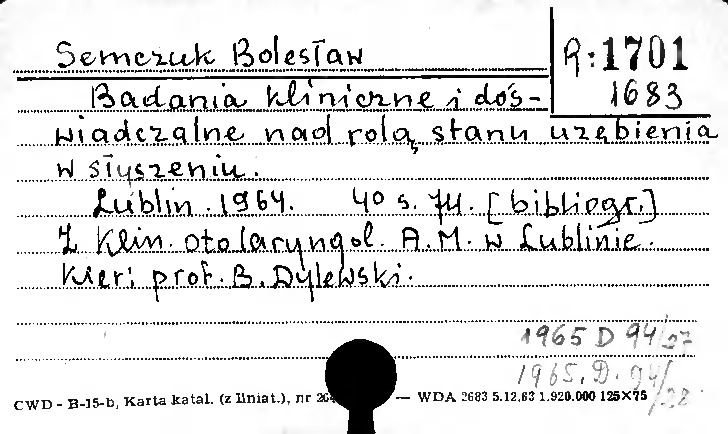 Semczuk Bolesław
R: 1701
1683
Badania kliniczne i doś-
wiadczalne nad rolą stanu uzębienia
w słyszeniu.
Lublin. 1964. 40 s. [bibliogr.]
Z Klin. otolaryngol. A.M. w Lublinie.
Kier: prof. B. Dylewski.
1965 D 94/27
1965. D. 94/28
CWD - B-15-b, Karta katal. (z liniat.), nr — WDA 2683 5.12.63 1.920.000 125×75